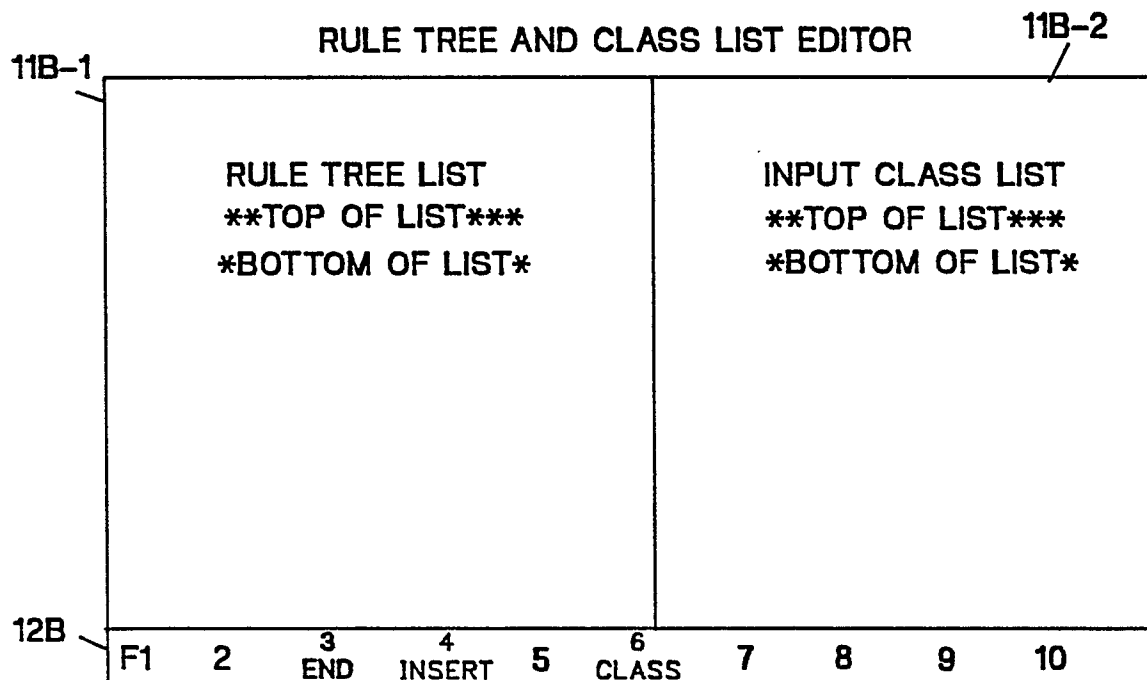 11B-2
RULE TREE AND CLASS LIST EDITOR
11B-1
RULE TREE LIST
**TOP OF LIST***
*BOTTOM OF LIST*
INPUT CLASS LIST
**TOP OF LIST***
*BOTTOM OF LIST*
12B
F1 2 3 END 4 INSERT 5 6 CLASS 7 8 9 10